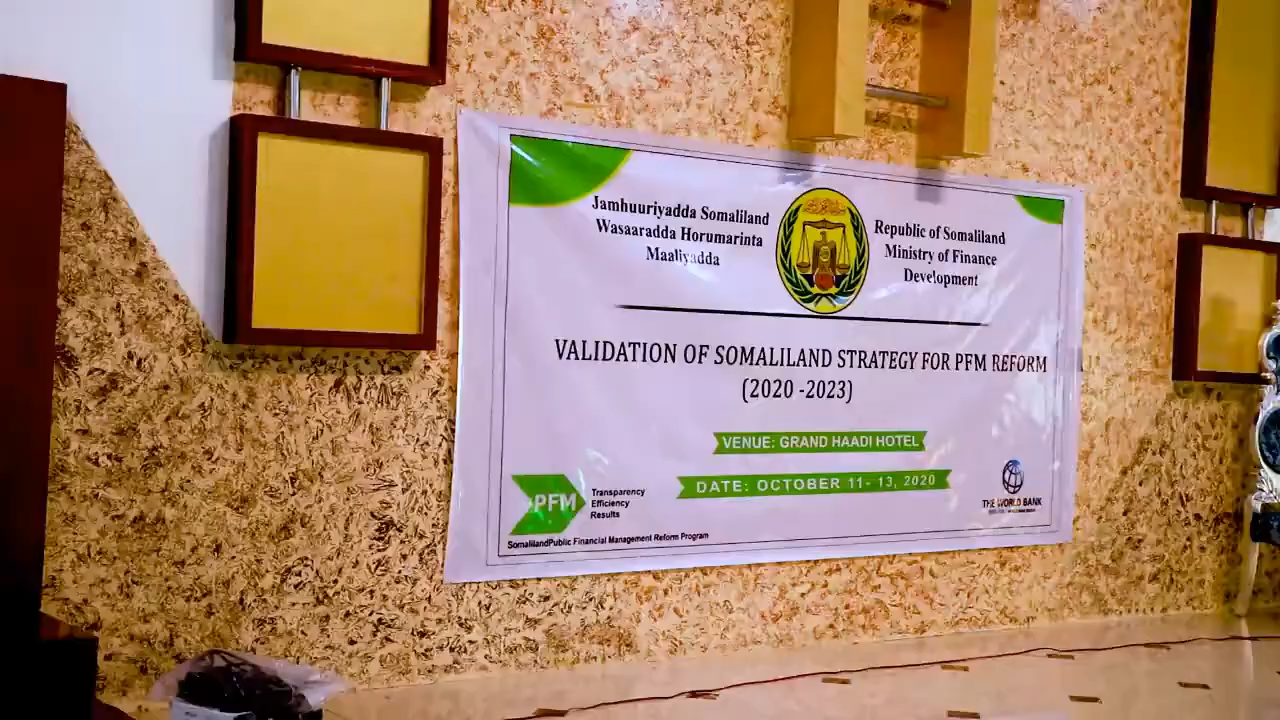 Jamhuuriyadda Somaliland
Wasaaradda Horumarinta
Maaliyadda
Republic of Somaliland
Ministry of Finance
Development
VALIDATION OF SOMALILAND STRATEGY FOR PFM REFORM
(2020 -2023)
VENUE: GRAND HAADI HOTEL
DATE: OCTOBER 11- 13, 2020
PFM
Transparency
Efficiency
Results
SomalilandPublic Financial Management Reform Program
THE WORLD BANK